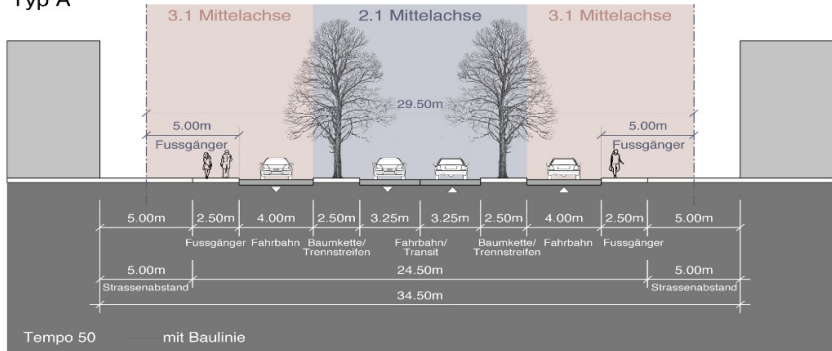 Typ A
3.1 Mittelachse 2.1 Mittelachse 3.1 Mittelachse
29.50m
5.00m 5.00m
Fussgänger Fussgänger
5.00m 2.50m 4.00m 2.50m 3.25m 3.25m 2.50m 4.00m 2.50m 5.00m
Fussgänger Fahrbahn Baumkette/ Fahrbahn/ Baumkette/ Fahrbahn Fussgänger
Trennstreifen Transit Trennstreifen
5.00m 24.50m 5.00m
Strassenabstand Strassenabstand
34.50m
Tempo 50 mit Baulinie